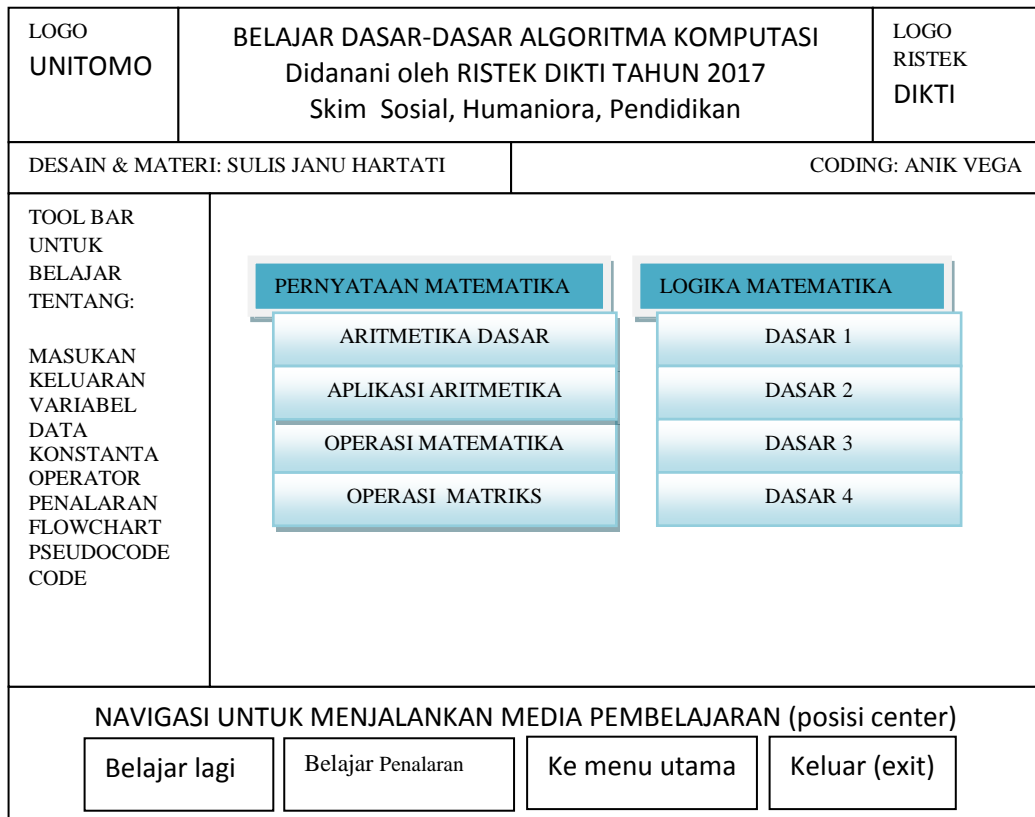 LOGO
UNITOMO
BELAJAR DASAR-DASAR ALGORITMA KOMPUTASI
Didanani oleh RISTEK DIKTI TAHUN 2017
Skim Sosial, Humaniora, Pendidikan
LOGO
RISTEK
DIKTI
DESAIN & MATERI: SULIS JANU HARTATI
CODING: ANIK VEGA
TOOL BAR
UNTUK
BELAJAR
TENTANG:
MASUKAN
KELUARAN
VARIABEL
DATA
KONSTANTA
OPERATOR
PENALARAN
FLOWCHART
PSEUDOCODE
CODE
PERNYATAAN MATEMATIKA
ARITMETIKA DASAR
APLIKASI ARITMETIKA
OPERASI MATEMATIKA
OPERASI MATRIKS
LOGIKA MATEMATIKA
DASAR 1
DASAR 2
DASAR 3
DASAR 4
NAVIGASI UNTUK MENJALANKAN MEDIA PEMBELAJARAN (posisi center)
Belajar lagi
Belajar Penalaran
Ke menu utama
Keluar (exit)